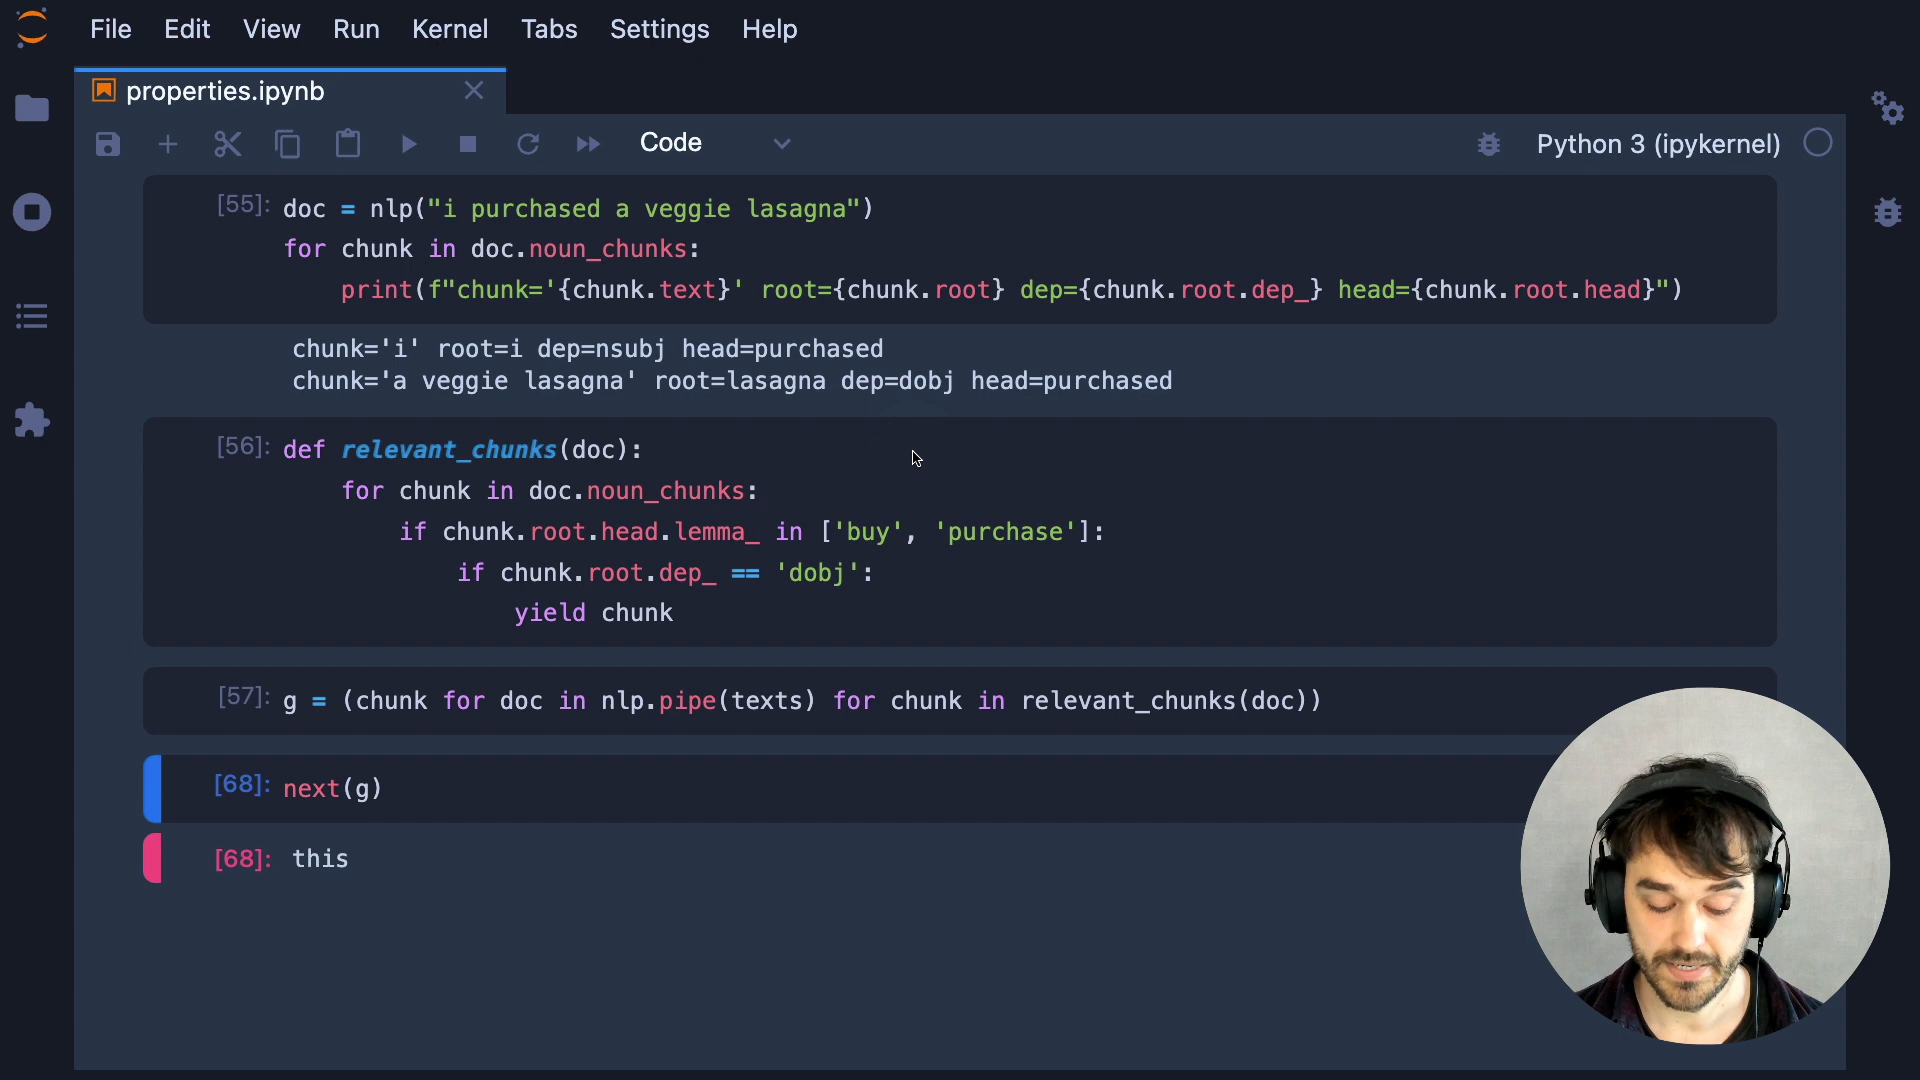 File Edit View Run Kernel Tabs Settings Help
properties.ipynb
Code
Python 3 (ipykernel)
[55]: doc = nlp("i purchased a veggie lasagna")
for chunk in doc.noun_chunks:
    print(f"chunk='{chunk.text}' root={chunk.root} dep={chunk.root.dep_} head={chunk.root.head}")
chunk='i' root=i dep=nsubj head=purchased
chunk='a veggie lasagna' root=lasagna dep=dobj head=purchased
[56]: def relevant_chunks(doc):
    for chunk in doc.noun_chunks:
        if chunk.root.head.lemma_ in ['buy', 'purchase']:
            if chunk.root.dep_ == 'dobj':
                yield chunk
[57]: g = (chunk for doc in nlp.pipe(texts) for chunk in relevant_chunks(doc))
[68]: next(g)
[68]: this